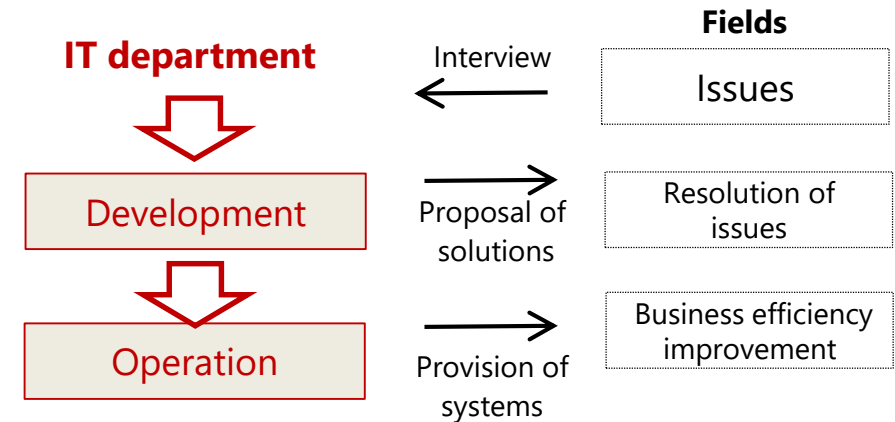 Fields
IT department
Interview
Issues
Development
Proposal of
solutions
Resolution of
issues
Operation
Provision of
systems
Business efficiency
improvement